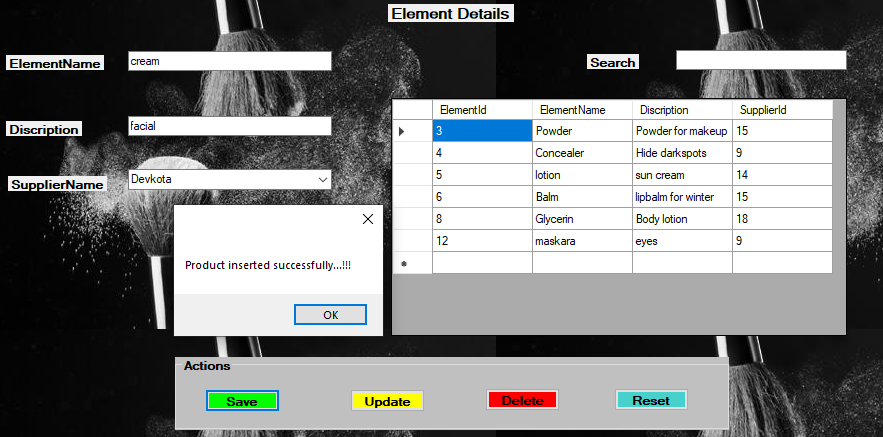 Element Details
ElementName cream
Search
Discription facial
SupplierName Devkota
ElementId ElementName Discription SupplierId
3 Powder Powder for makeup 15
4 Concealer Hide darkspots 9
5 lotion sun cream 14
6 Balm lipbalm for winter 15
8 Glycerin Body lotion 18
12 maskara eyes 9
Product inserted successfully...!!!
OK
Actions
Save Update Delete Reset